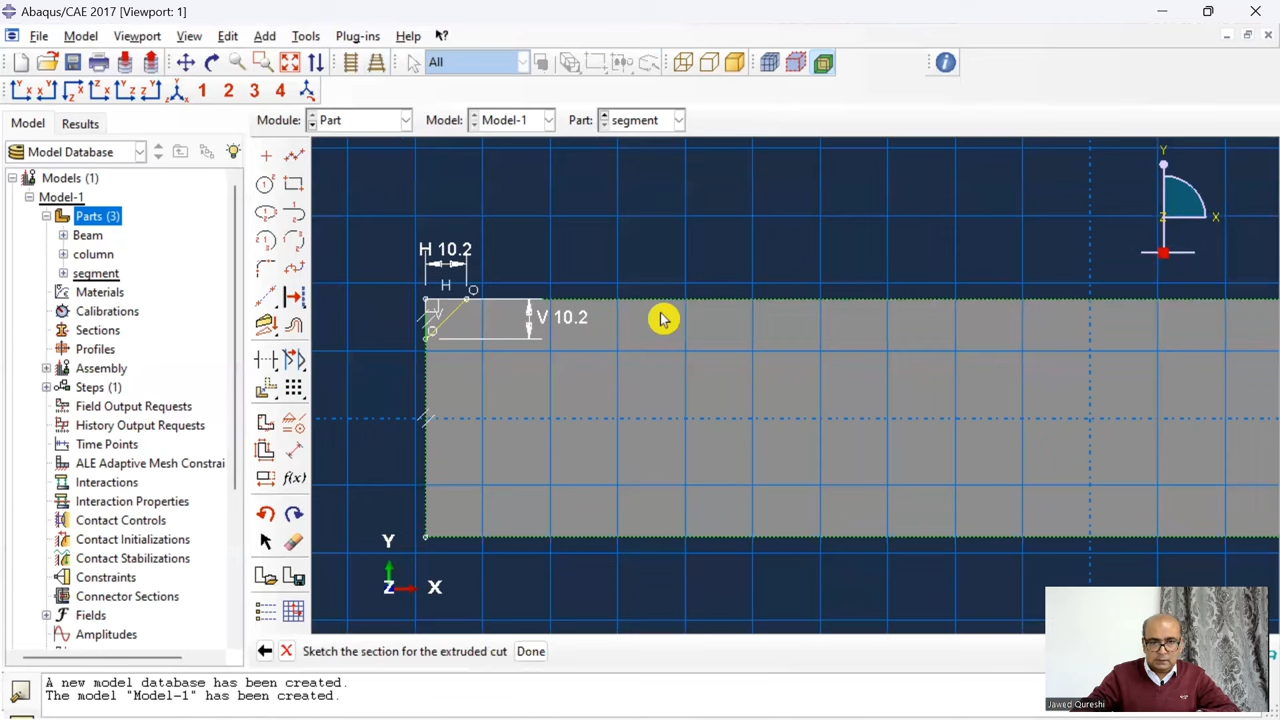 Abaqus/CAE 2017 [Viewport: 1]
File Model Viewport View Edit Add Tools Plug-ins Help
All
1 2 3 4
Model Results
Module: Part Model: Model-1 Part: segment
Model Database
Models (1)
Model-1
Parts (3)
Beam
column
segment
Materials
Calibrations
Sections
Profiles
Assembly
Steps (1)
Field Output Requests
History Output Requests
Time Points
ALE Adaptive Mesh Constrai
Interactions
Interaction Properties
Contact Controls
Contact Initializations
Contact Stabilizations
Constraints
Connector Sections
Fields
Amplitudes
f(x)
H 10.2
H
V 10.2
Y
Z X
Y
Z X
Sketch the section for the extruded cut Done
A new model database has been created.
The model "Model-1" has been created.
Jawed Qureshi